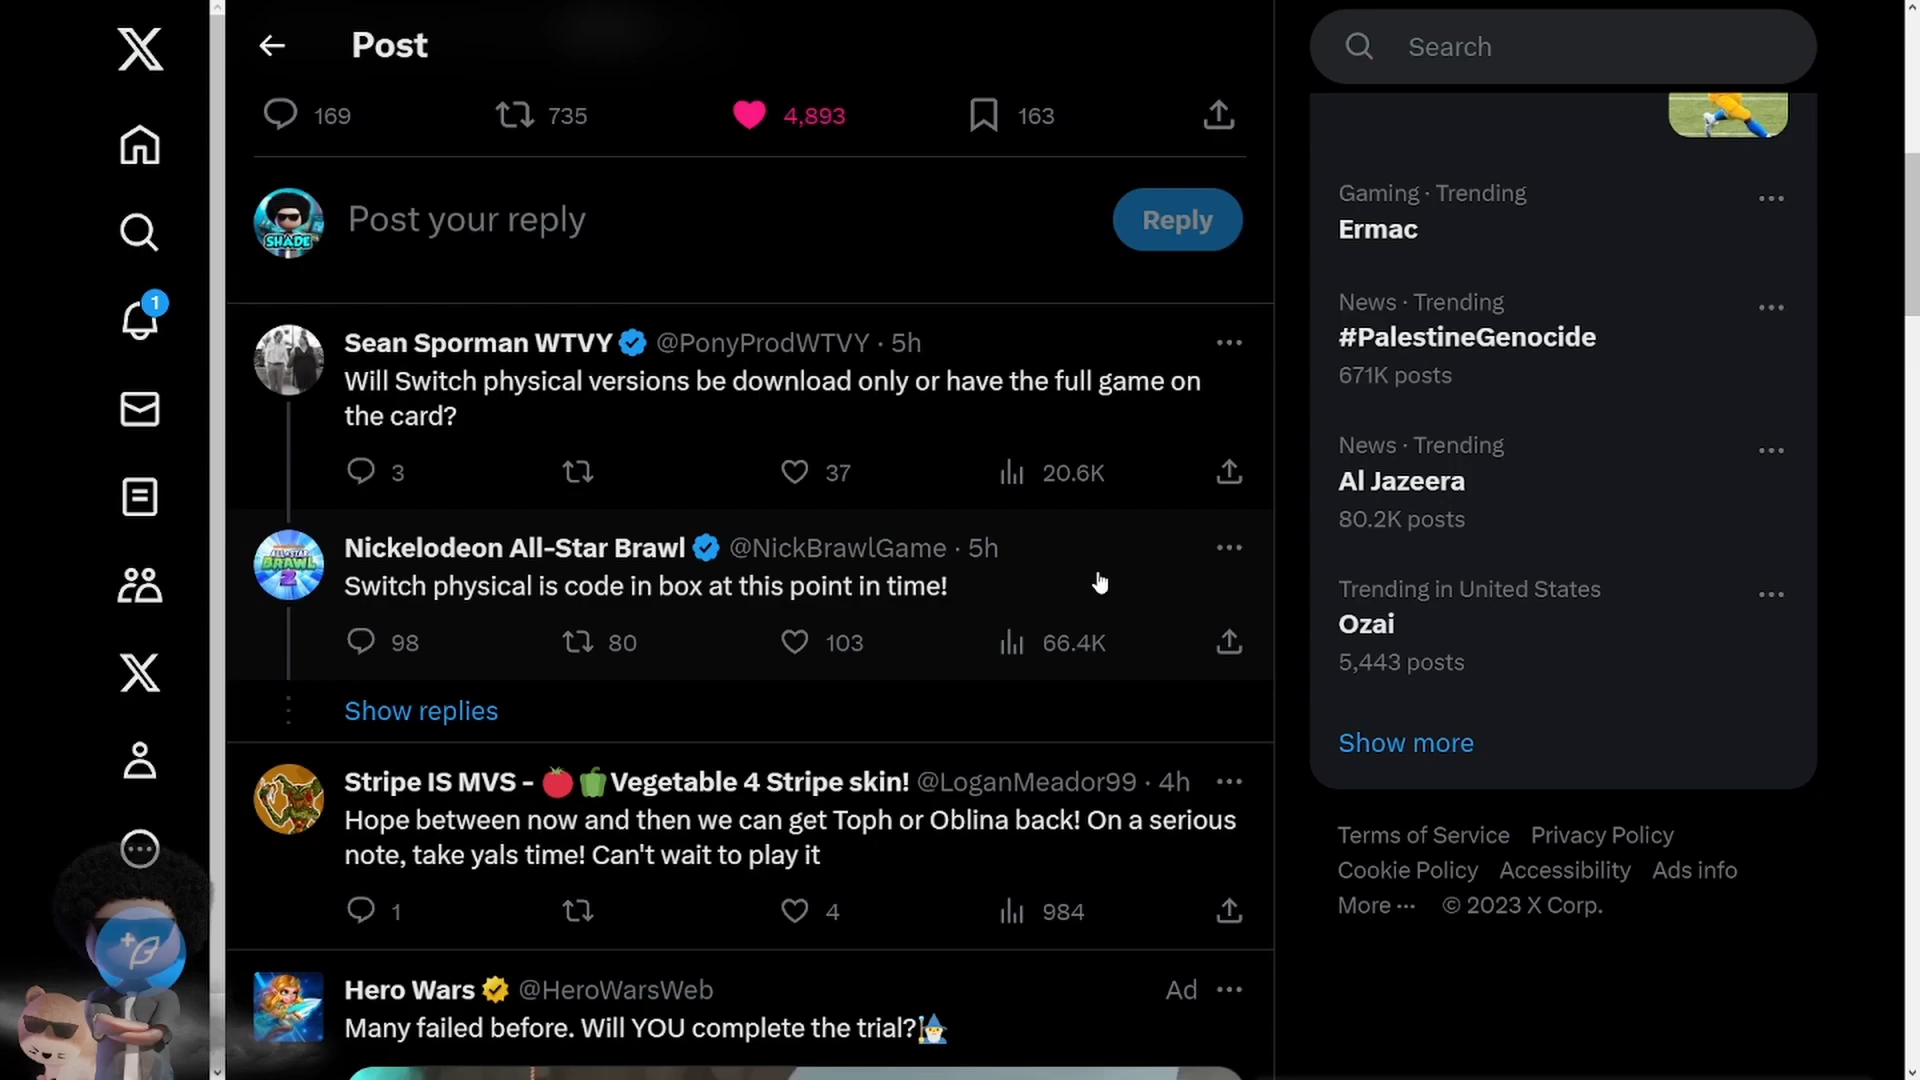 Post
169
735
4,893
163
SHADE
Post your reply
Reply
Sean Sporman WTVY @PonyProdWTVY · 5h
Will Switch physical versions be download only or have the full game on
the card?
3
37
20.6K
ALL-STAR
BRAWL
2
Nickelodeon All-Star Brawl @NickBrawlGame · 5h
Switch physical is code in box at this point in time!
98
80
103
66.4K
Show replies
Stripe IS MVS - 🍅🫑Vegetable 4 Stripe skin! @LoganMeador99 · 4h
Hope between now and then we can get Toph or Oblina back! On a serious
note, take yals time! Can't wait to play it
1
4
984
Hero Wars @HeroWarsWeb
Ad
Many failed before. Will YOU complete the trial?🧙‍♂️
1
Search
Gaming · Trending
Ermac
News · Trending
#PalestineGenocide
671K posts
News · Trending
Al Jazeera
80.2K posts
Trending in United States
Ozai
5,443 posts
Show more
Terms of Service Privacy Policy
Cookie Policy Accessibility Ads info
More ··· © 2023 X Corp.